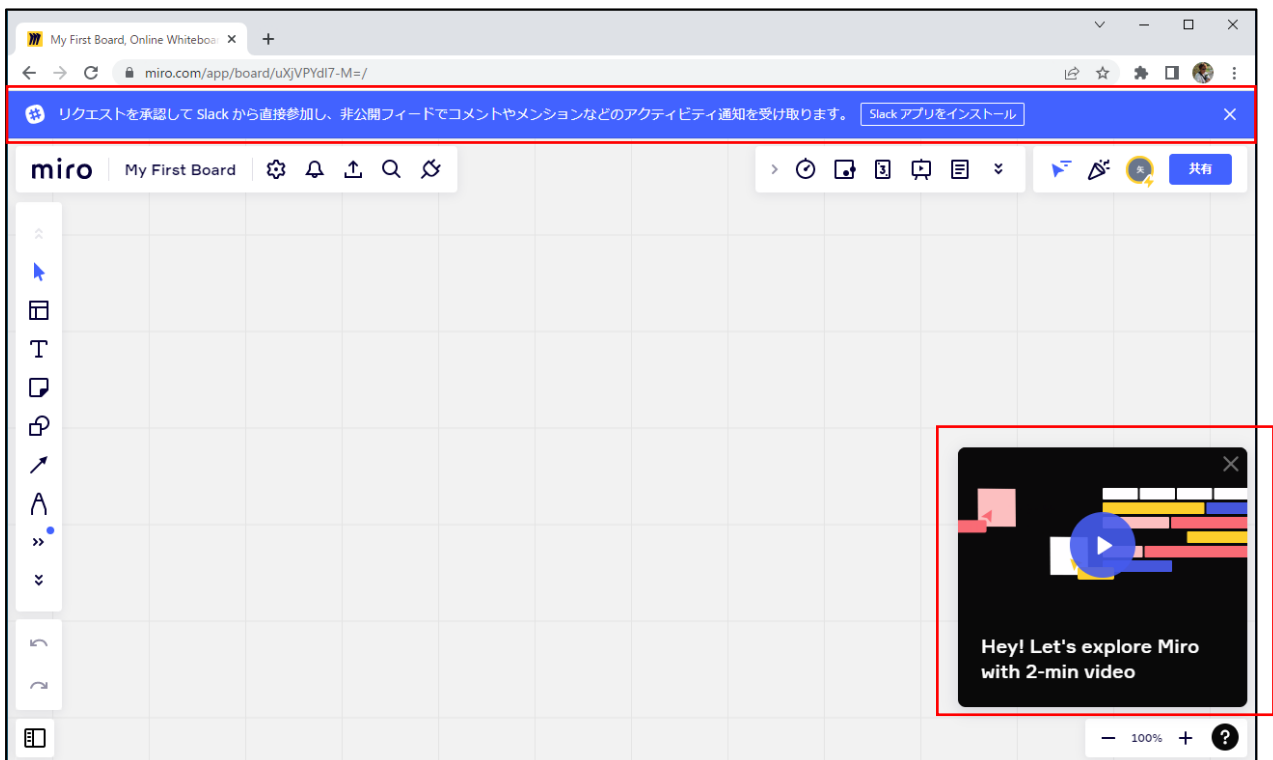 My First Board, Online Whiteboa
miro.com/app/board/uXjVPYdI7-M=/
リクエストを承認して Slack から直接参加し、非公開フィードでコメントやメンションなどのアクティビティ通知を受け取ります。 Slack アプリをインストール
miro My First Board 3 矢 共有
Hey! Let's explore Miro
with 2-min video
100% ?